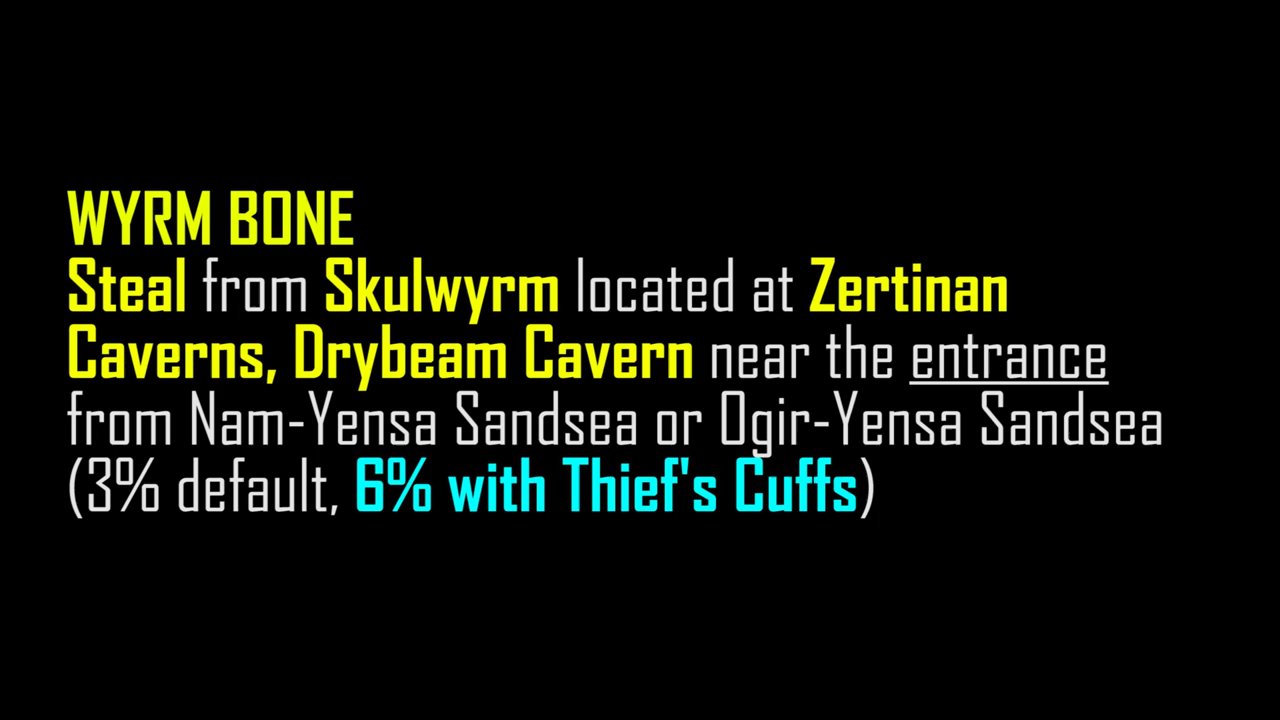 WYRM BONE
Steal from Skulwyrm located at Zertinan
Caverns, Drybeam Cavern near the entrance
from Nam-Yensa Sandsea or Ogir-Yensa Sandsea
(3% default, 6% with Thief's Cuffs)